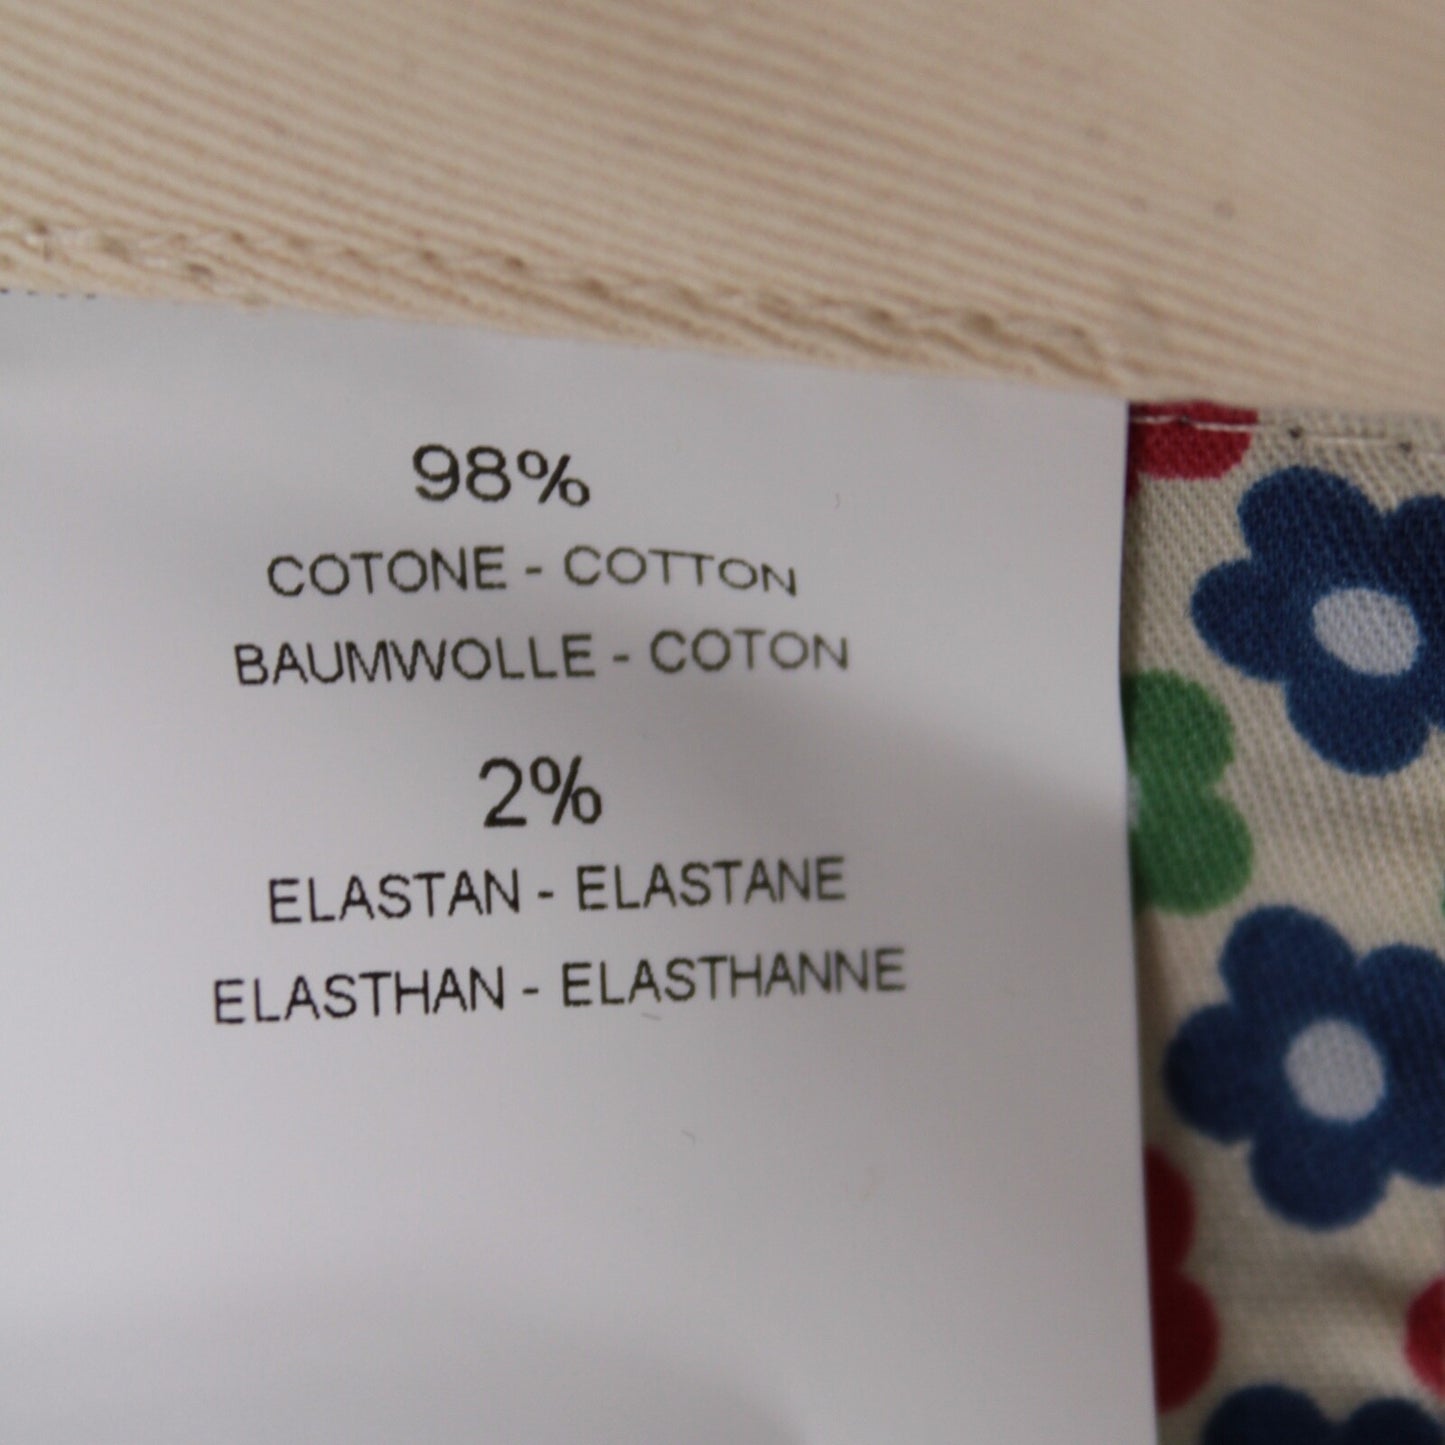 98%
COTONE - COTTON
BAUMWOLLE - COTON
2%
ELASTAN - ELASTANE
ELASTHAN - ELASTHANNE